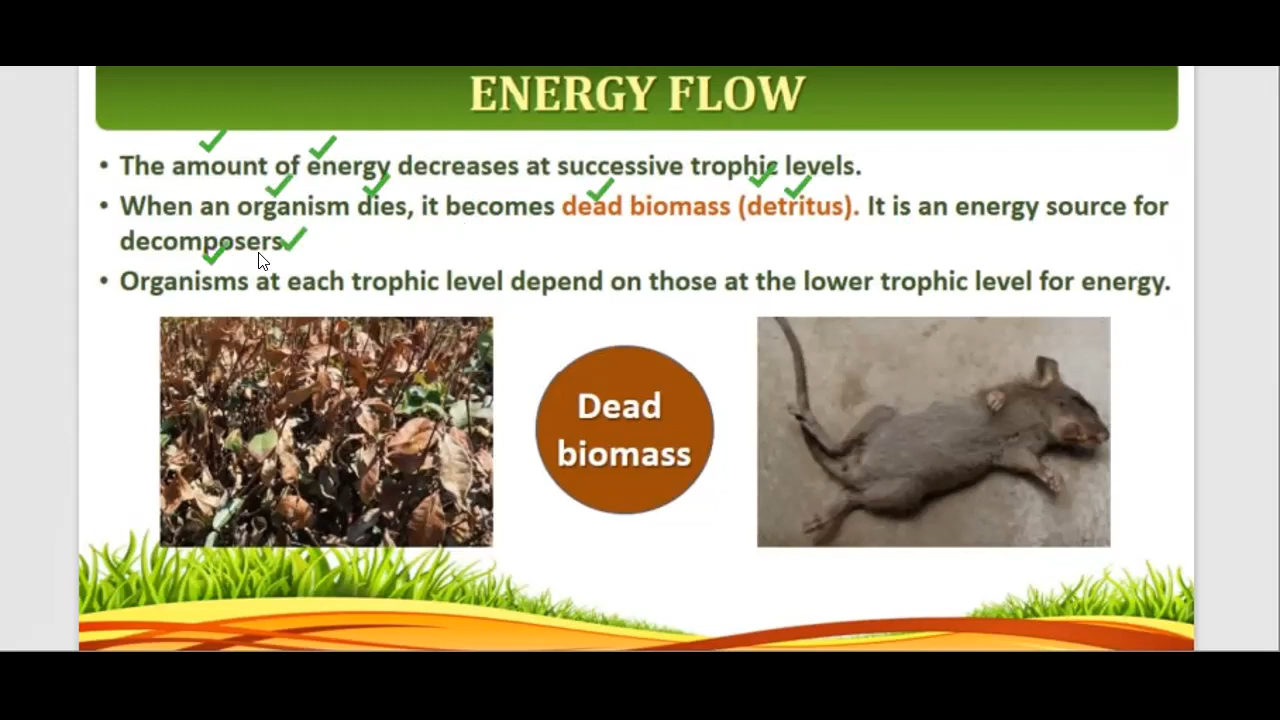 ENERGY FLOW
• The amount of energy decreases at successive trophic levels.
• When an organism dies, it becomes dead biomass (detritus). It is an energy source for
decomposers.
• Organisms at each trophic level depend on those at the lower trophic level for energy.
Dead
biomass